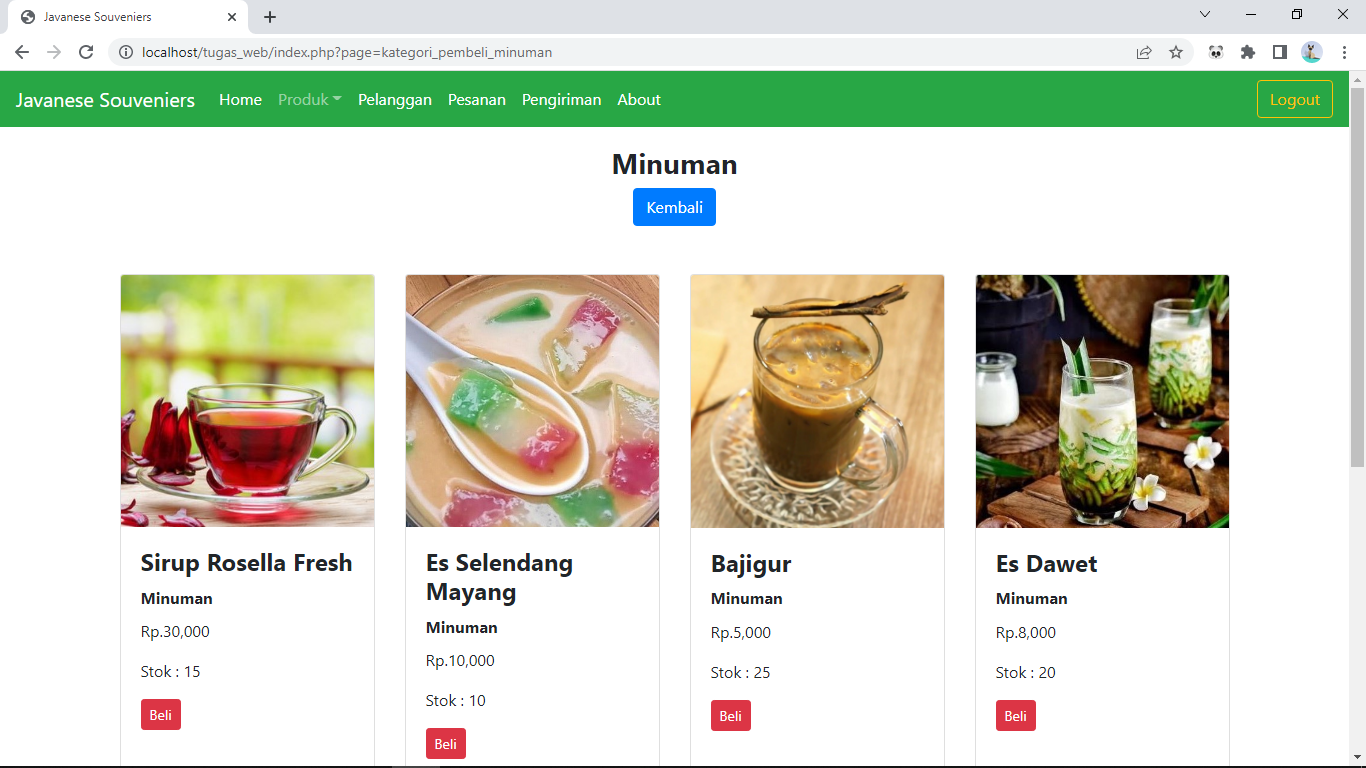 Javanese Souveniers
localhost/tugas_web/index.php?page=kategori_pembeli_minuman
Javanese Souveniers Home Produk Pelanggan Pesanan Pengiriman About Logout
Minuman
Kembali
Sirup Rosella Fresh
Minuman
Rp.30,000
Stok : 15
Beli
Es Selendang
Mayang
Minuman
Rp.10,000
Stok : 10
Beli
Bajigur
Minuman
Rp.5,000
Stok : 25
Beli
Es Dawet
Minuman
Rp.8,000
Stok : 20
Beli